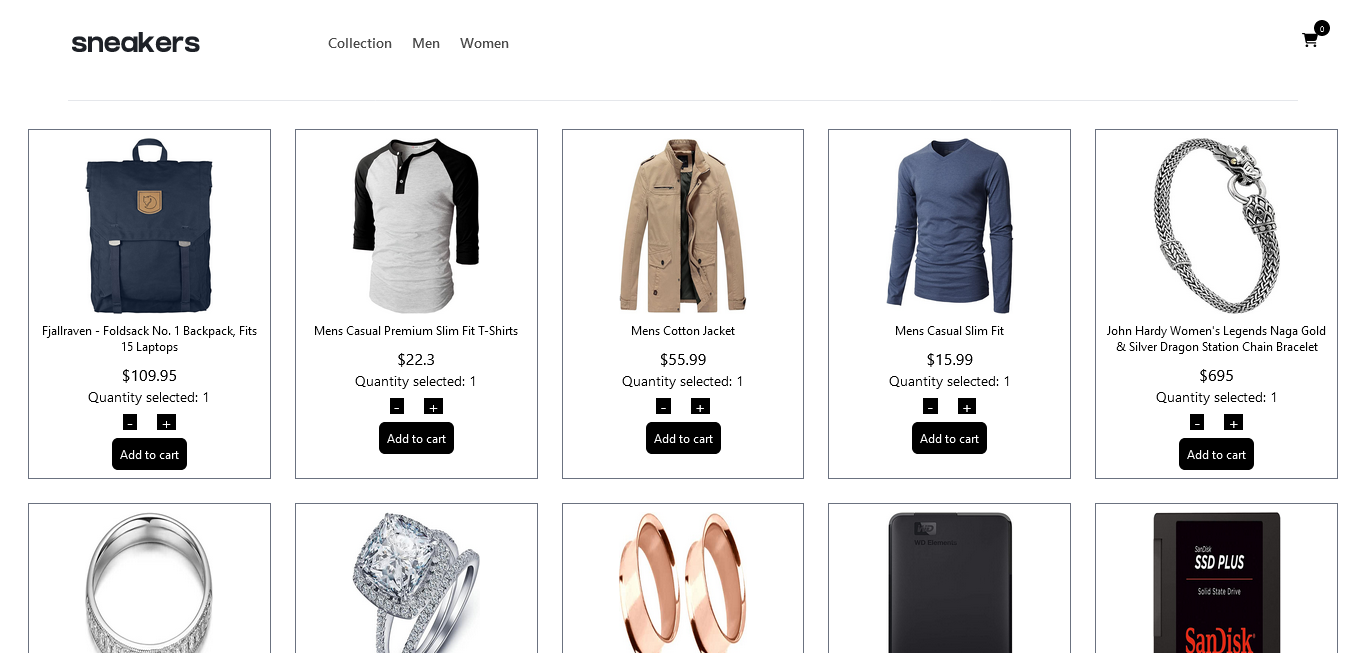 sneakers
Collection Men Women
0
Fjallraven - Foldsack No. 1 Backpack, Fits
15 Laptops
$109.95
Quantity selected: 1
- +
Add to cart
Mens Casual Premium Slim Fit T-Shirts
$22.3
Quantity selected: 1
- +
Add to cart
Mens Cotton Jacket
$55.99
Quantity selected: 1
- +
Add to cart
Mens Casual Slim Fit
$15.99
Quantity selected: 1
- +
Add to cart
John Hardy Women's Legends Naga Gold
& Silver Dragon Station Chain Bracelet
$695
Quantity selected: 1
- +
Add to cart
WD
WD Elements
SanDisk
SSD PLUS
Solid State Drive
SanDisk